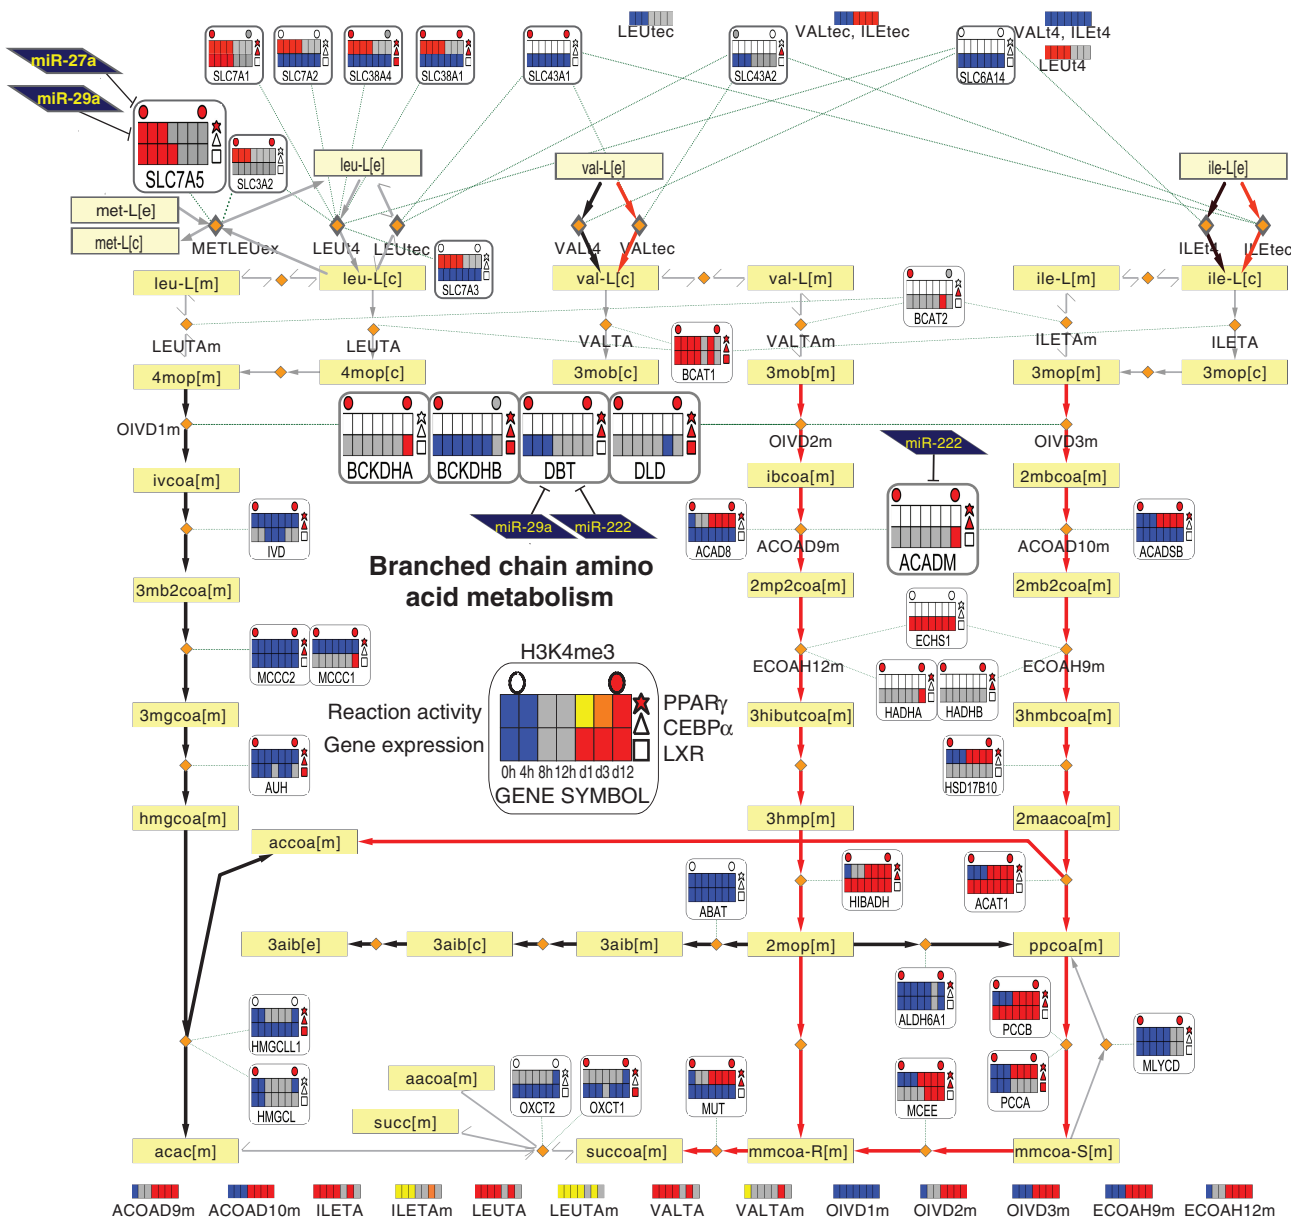 LEUtec
VALtec, ILEtec
VALt4, ILEt4
LEUt4
miR-27a
miR-29a
SLC7A1
SLC7A2
SLC38A4
SLC38A1
SLC43A1
SLC43A2
SLC6A14
SLC7A5
SLC3A2
leu-L[e]
val-L[e]
ile-L[e]
met-L[e]
met-L[c]
METLEUex
LEUt4
LEUtec
VALt4
VALtec
ILEt4
ILEtec
SLC7A3
leu-L[m]
leu-L[c]
val-L[c]
val-L[m]
ile-L[m]
ile-L[c]
BCAT2
LEUTAm
LEUTA
VALTA
VALTAm
ILETAm
ILETA
BCAT1
4mop[m]
4mop[c]
3mob[c]
3mob[m]
3mop[m]
3mop[c]
OIVD1m
BCKDHA
BCKDHB
DBT
DLD
OIVD2m
OIVD3m
miR-222
ivcoa[m]
ibcoa[m]
2mbcoa[m]
miR-29a
miR-222
IVD
ACAD8
ACOAD9m
ACADM
ACOAD10m
ACADSB
Branched chain amino
acid metabolism
3mb2coa[m]
2mp2coa[m]
2mb2coa[m]
ECHS1
MCCC2
MCCC1
ECOAH12m
ECOAH9m
HADHA
HADHB
H3K4me3
Reaction activity
Gene expression
PPARγ
CEBPα
LXR
0h 4h 8h 12h d1 d3 d12
GENE SYMBOL
3mgcoa[m]
3hibutcoa[m]
3hmbcoa[m]
AUH
HSD17B10
hmgcoa[m]
3hmp[m]
2maacoa[m]
accoa[m]
ABAT
HIBADH
ACAT1
3aib[e]
3aib[c]
3aib[m]
2mop[m]
ppcoa[m]
ALDH6A1
PCCB
HMGCLL1
HMGCL
MLYCD
aacoa[m]
succ[m]
OXCT2
OXCT1
MUT
MCEE
PCCA
acac[m]
succoa[m]
mmcoa-R[m]
mmcoa-S[m]
ACOAD9m
ACOAD10m
ILETA
ILETAm
LEUTA
LEUTAm
VALTA
VALTAm
OIVD1m
OIVD2m
OIVD3m
ECOAH9m
ECOAH12m